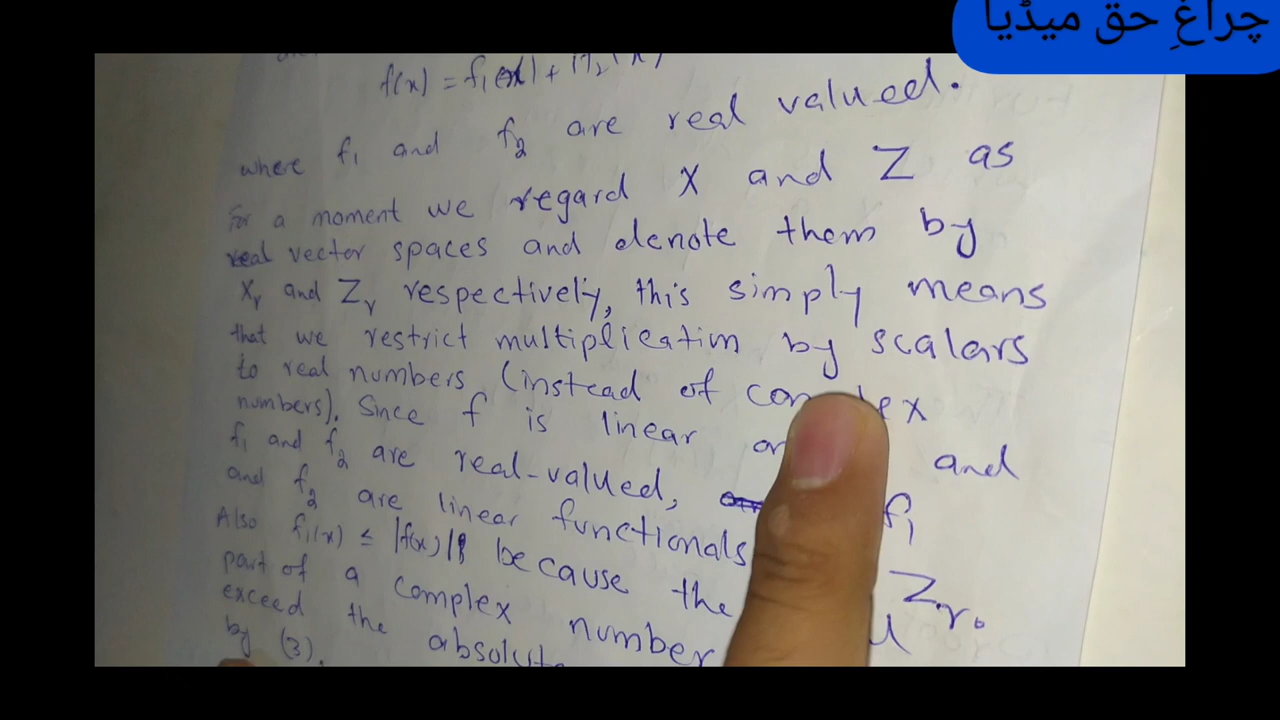 چراغِ حق میڈیا
f(x) = f₁(x) +
where f₁ and f₂ are real valued.
For a moment we regard X and Z as
real vector spaces and denote them by
Xᵣ and Zᵣ respectively, this simply means
that we restrict multiplication by scalars
to real numbers (instead of complex
numbers). Since f is linear and
f₁ and f₂ are real-valued, f₁
and f₂ are linear functionals Zᵣ.
Also f₁(x) ≤ |f(x)| because the
part of a complex number
exceed the absolute
by (3).